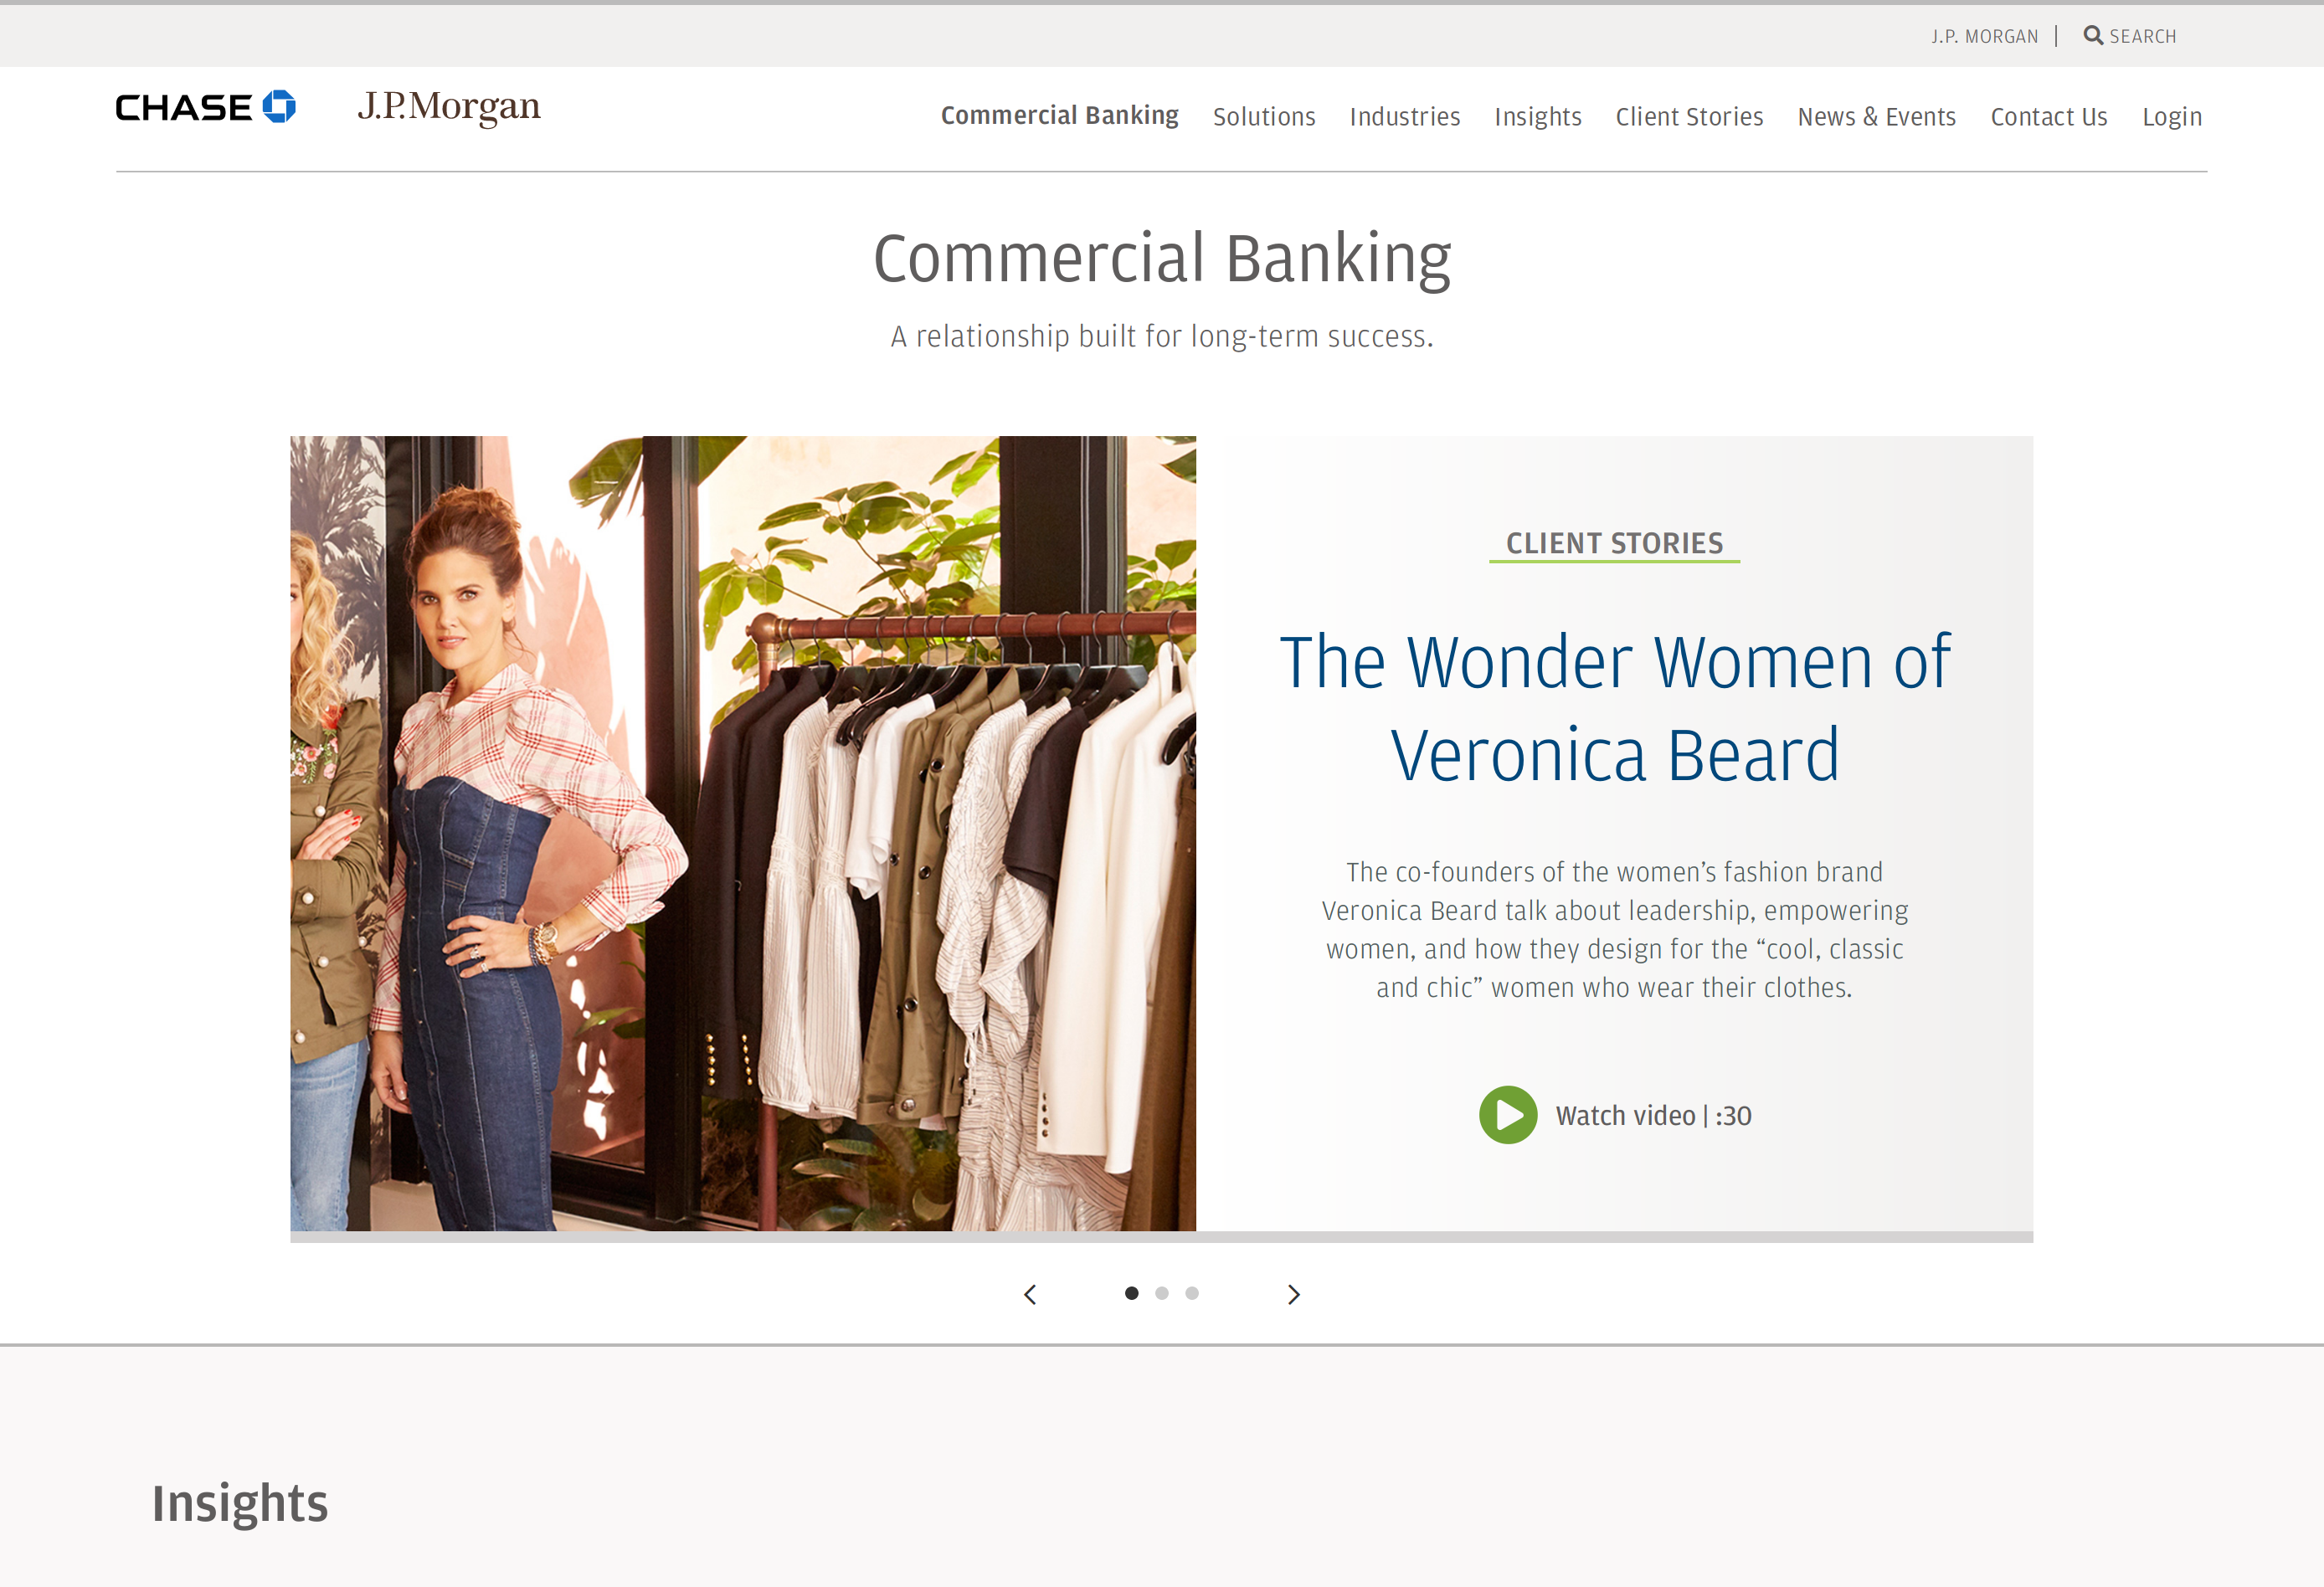 J.P. MORGAN | SEARCH
CHASE J.P.Morgan Commercial Banking Solutions Industries Insights Client Stories News & Events Contact Us Login
Commercial Banking
A relationship built for long-term success.
CLIENT STORIES
The Wonder Women of
Veronica Beard
The co-founders of the women’s fashion brand
Veronica Beard talk about leadership, empowering
women, and how they design for the “cool, classic
and chic” women who wear their clothes.
Watch video | :30
Insights